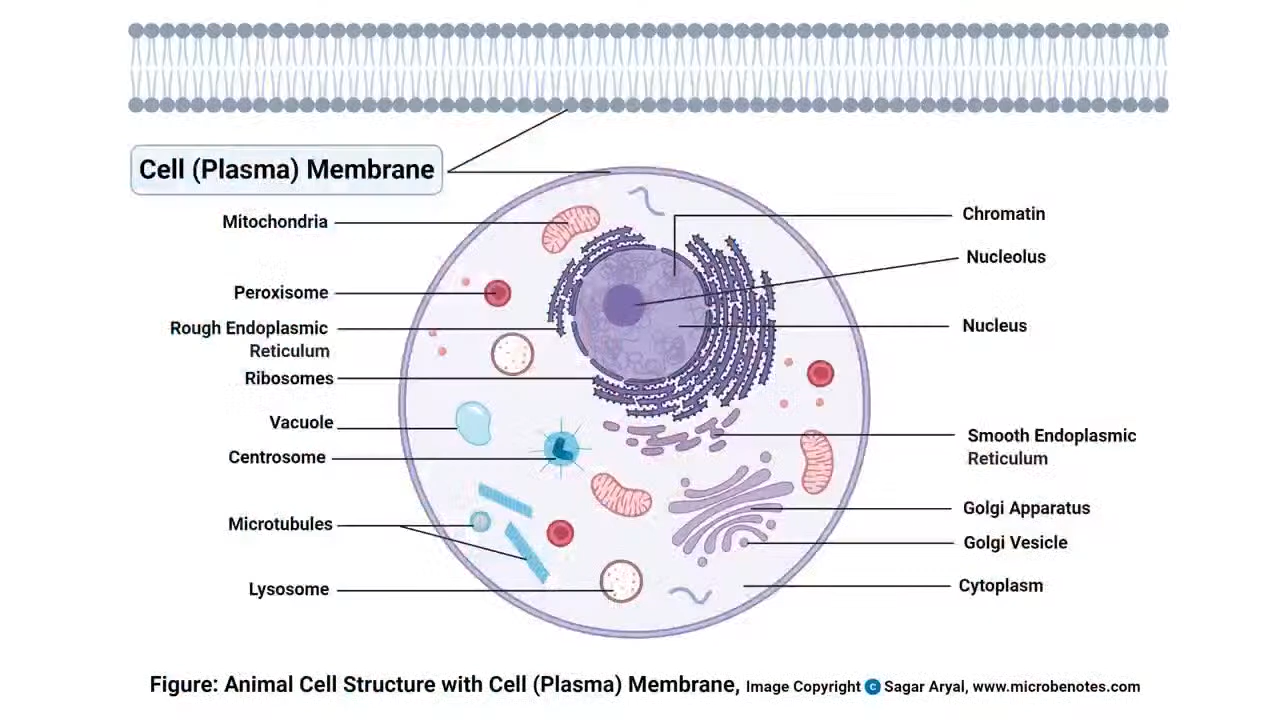 Cell (Plasma) Membrane
Mitochondria
Peroxisome
Rough Endoplasmic
Reticulum
Ribosomes
Vacuole
Centrosome
Microtubules
Lysosome
Chromatin
Nucleolus
Nucleus
Smooth Endoplasmic
Reticulum
Golgi Apparatus
Golgi Vesicle
Cytoplasm
Figure: Animal Cell Structure with Cell (Plasma) Membrane, Image Copyright © Sagar Aryal, www.microbenotes.com